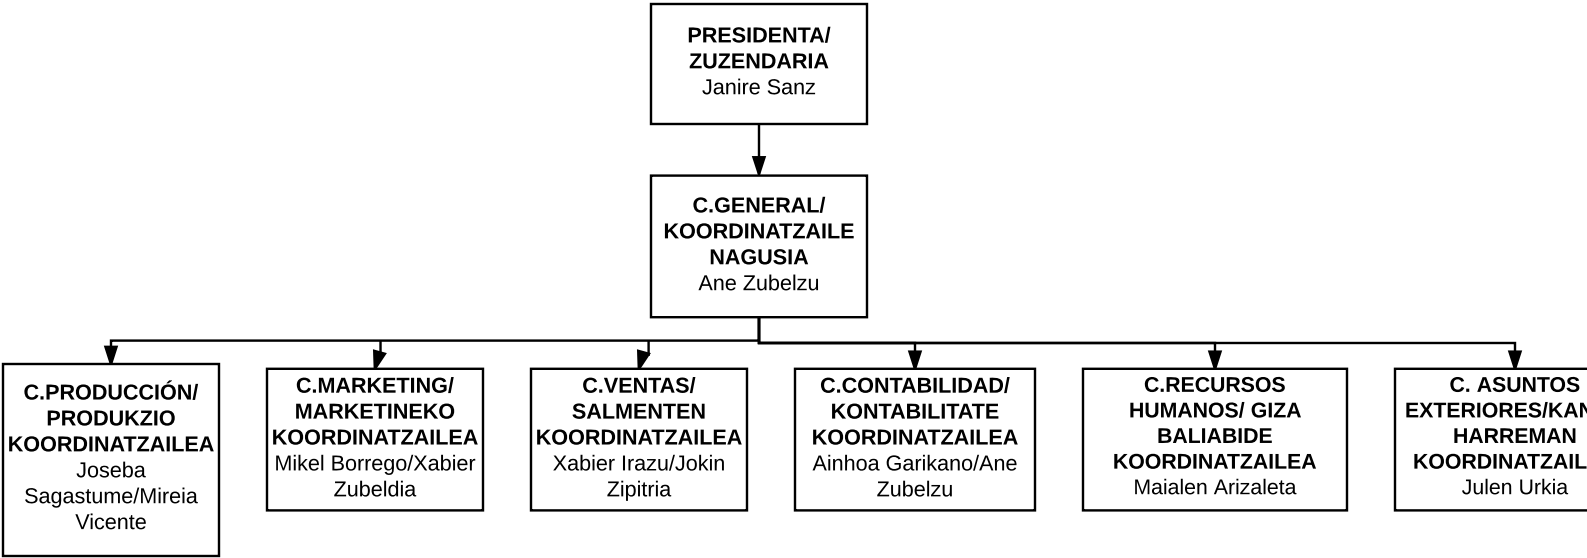 PRESIDENTA/
ZUZENDARIA
Janire Sanz
C.GENERAL/
KOORDINATZAILE
NAGUSIA
Ane Zubelzu
C.PRODUCCIÓN/
PRODUKZIO
KOORDINATZAILEA
Joseba
Sagastume/Mireia
Vicente
C.MARKETING/
MARKETINEKO
KOORDINATZAILEA
Mikel Borrego/Xabier
Zubeldia
C.VENTAS/
SALMENTEN
KOORDINATZAILEA
Xabier Irazu/Jokin
Zipitria
C.CONTABILIDAD/
KONTABILITATE
KOORDINATZAILEA
Ainhoa Garikano/Ane
Zubelzu
C.RECURSOS
HUMANOS/ GIZA
BALIABIDE
KOORDINATZAILEA
Maialen Arizaleta
C. ASUNTOS
EXTERIORES/
HARREMAN
Julen Urkia